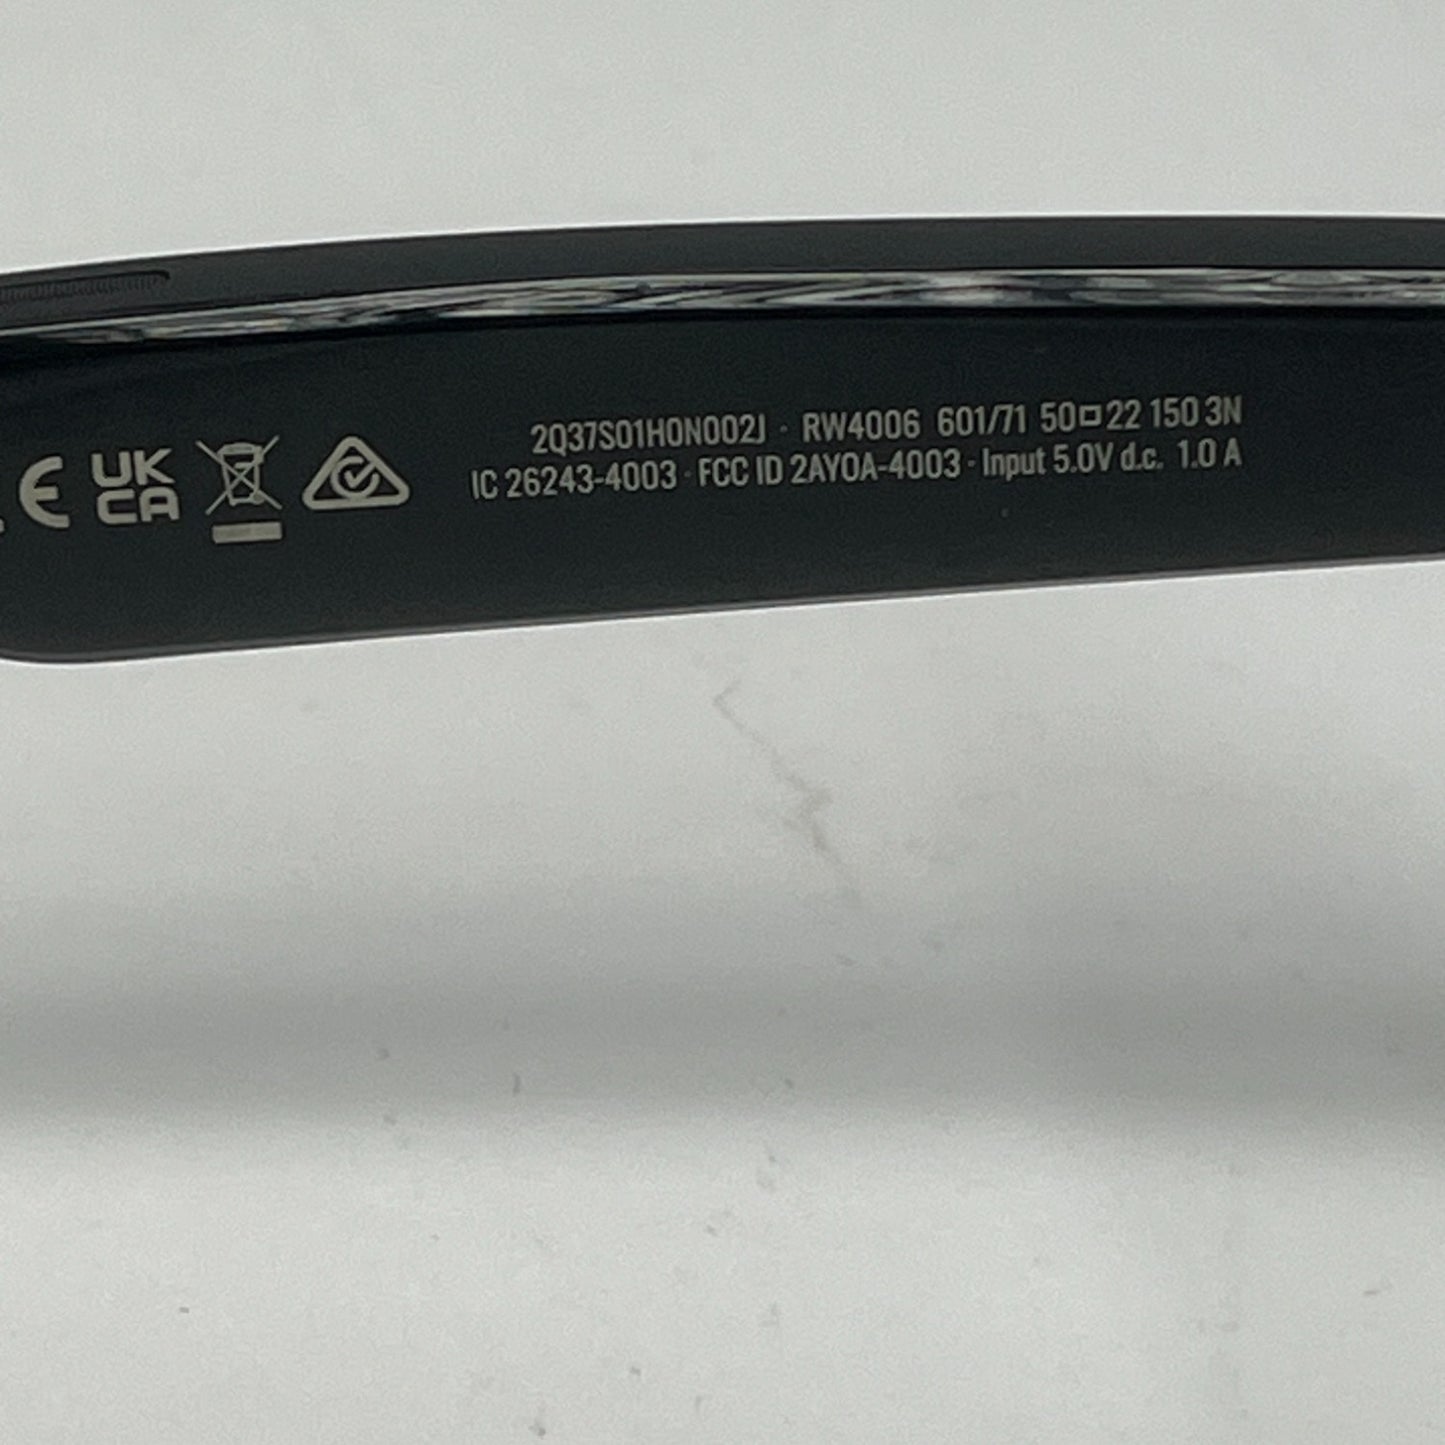 2Q37S01H0N002J · RW4006 601/71 50□22 150 3N
IC 26243-4003 · FCC ID 2AYOA-4003 · Input 5.0V d.c. 1.0 A
CE UK
CA